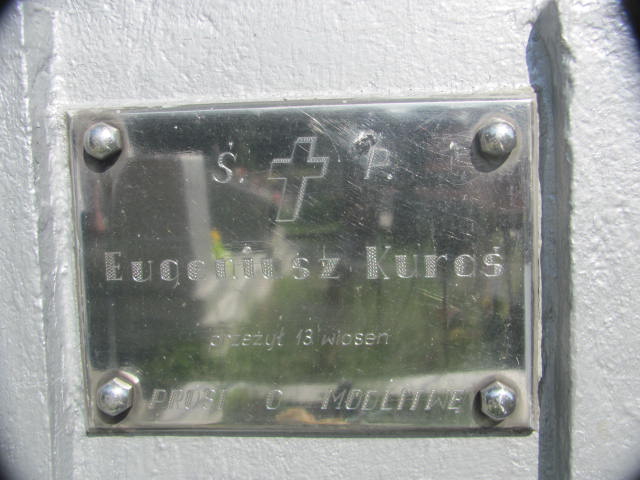 Ś. P.
Eugeniusz Kuroś
przeżył 13 wiosen
PROSI O MODLITWĘ